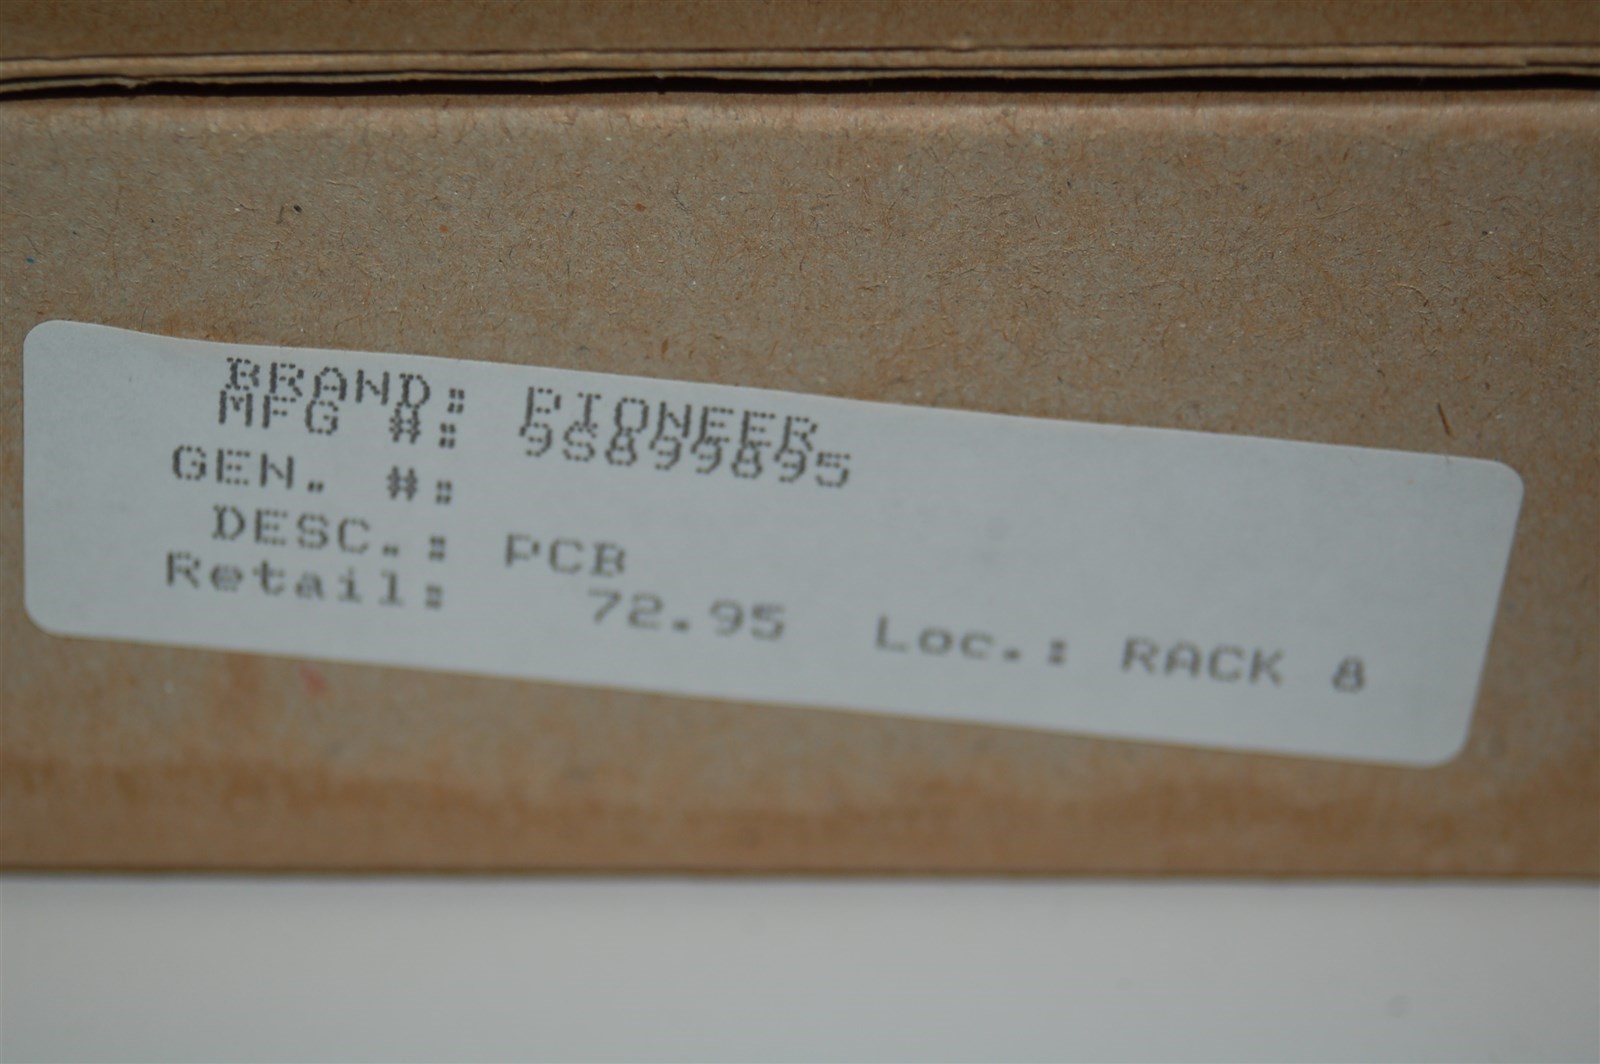 BRAND: PIONEER
MFG #: 9S899895
GEN. #:
DESC.: PCB
Retail: 72.95 Loc.: RACK 8